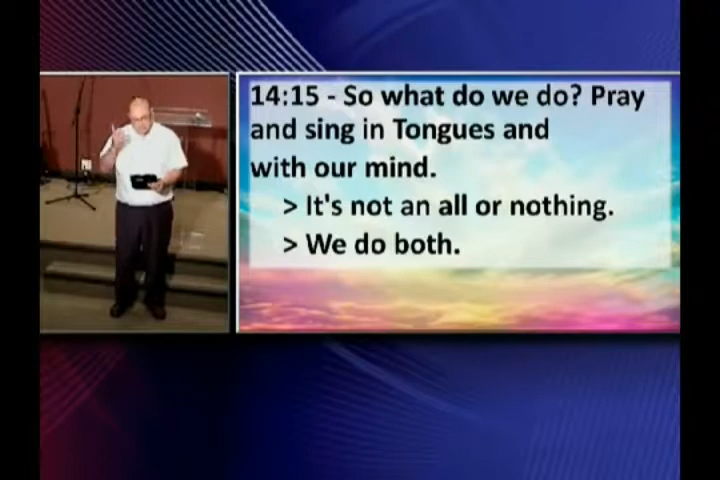 14:15 - So what do we do? Pray
and sing in Tongues and
with our mind.
> It's not an all or nothing.
> We do both.